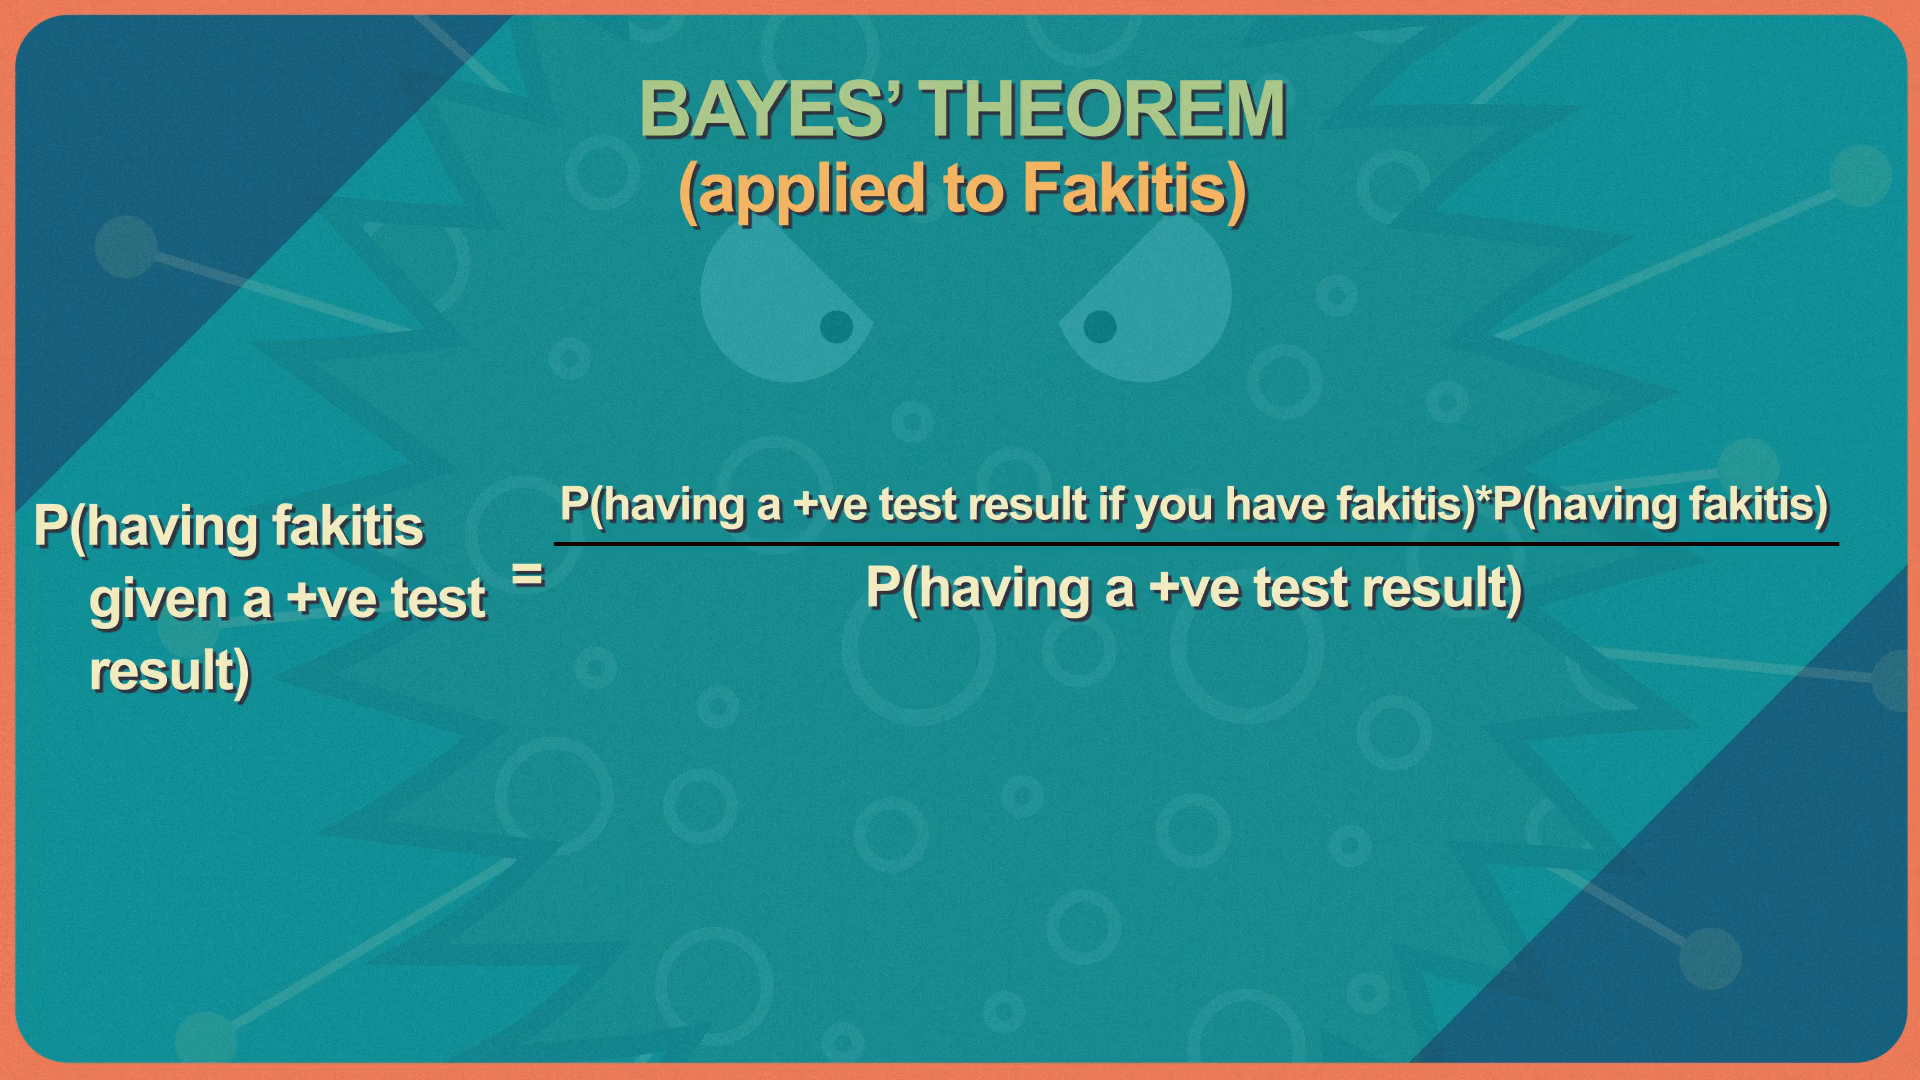 BAYES’ THEOREM
(applied to Fakitis)
P(having fakitis
given a +ve test
result)
=
P(having a +ve test result if you have fakitis)*P(having fakitis)
P(having a +ve test result)